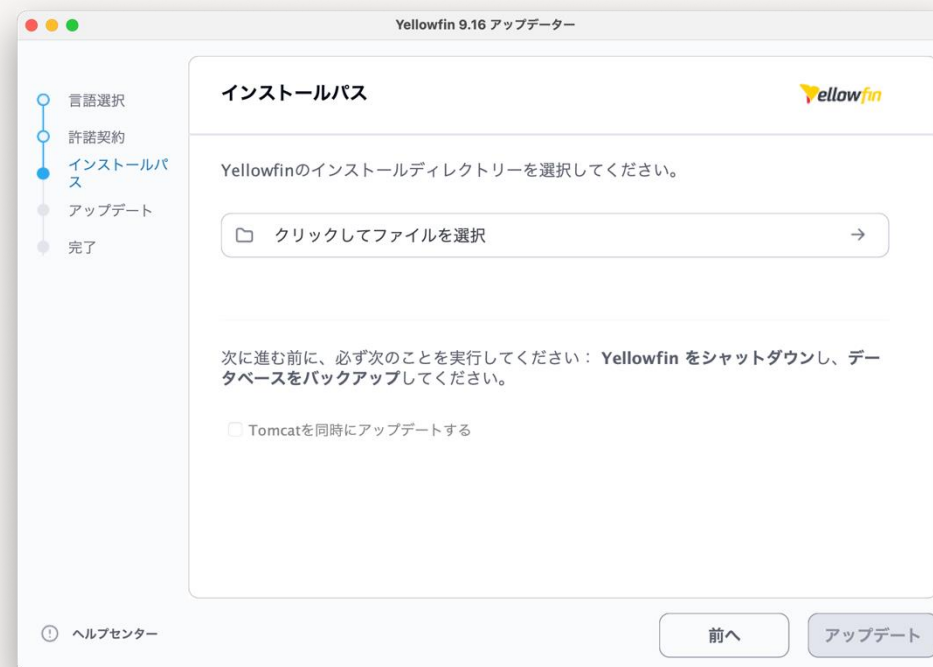 Yellowfin 9.16 アップデーター
言語選択
許諾契約
インストールパ
ス
アップデート
完了
インストールパス
Yellowfin
Yellowfinのインストールディレクトリーを選択してください。
クリックしてファイルを選択
次に進む前に、必ず次のことを実行してください: Yellowfin をシャットダウンし、デー
タベースをバックアップしてください。
Tomcatを同時にアップデートする
ヘルプセンター
前へ
アップデート